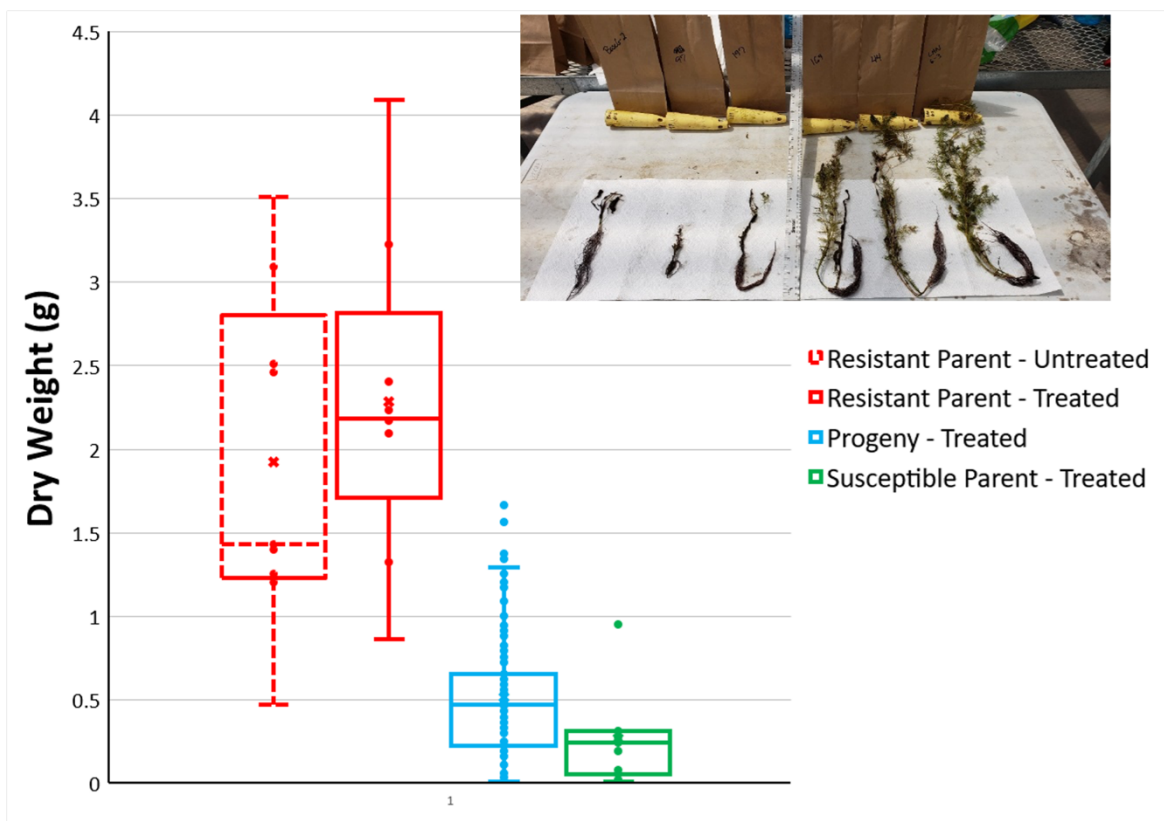 4.5
4
3.5
3
2.5
2
1.5
1
0.5
0
Dry Weight (g)
1
Resistant Parent - Untreated
Resistant Parent - Treated
Progeny - Treated
Susceptible Parent - Treated